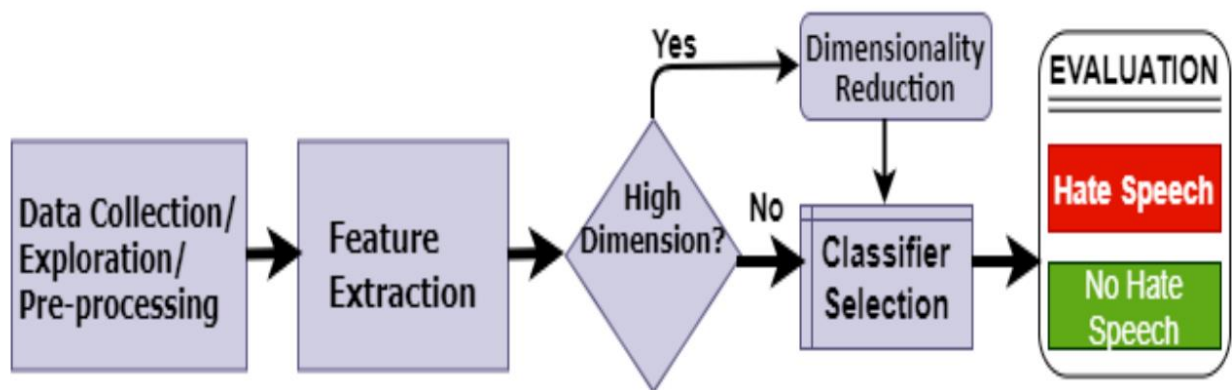 Data Collection/
Exploration/
Pre-processing
Feature
Extraction
High
Dimension?
Yes
Dimensionality
Reduction
No
Classifier
Selection
EVALUATION
Hate Speech
No Hate
Speech